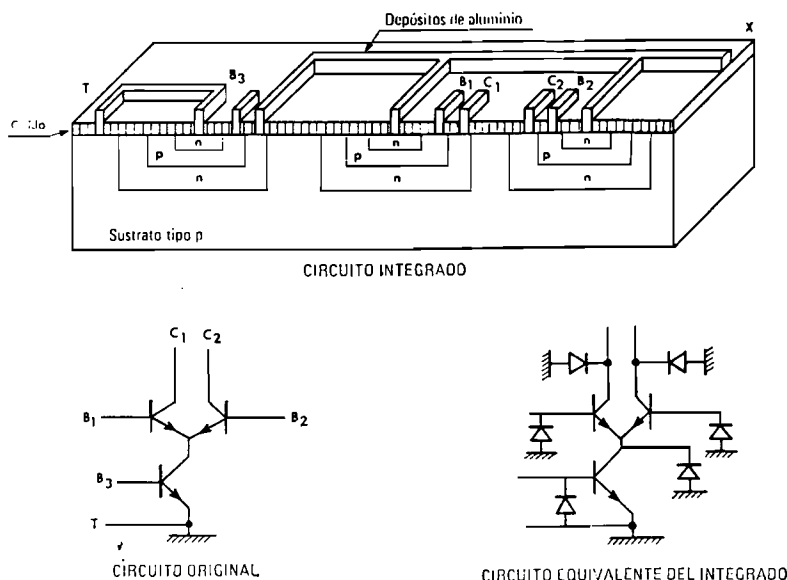 Depósitos de aluminio
X
T
B3
B1 C1
C2 B2
n
n
n
p
p
p
n
n
n
Sustrato tipo p
CIRCUITO INTEGRADO
C1 C2
B1
B2
B3
T
CIRCUITO ORIGINAL
CIRCUITO EQUIVALENTE DEL INTEGRADO